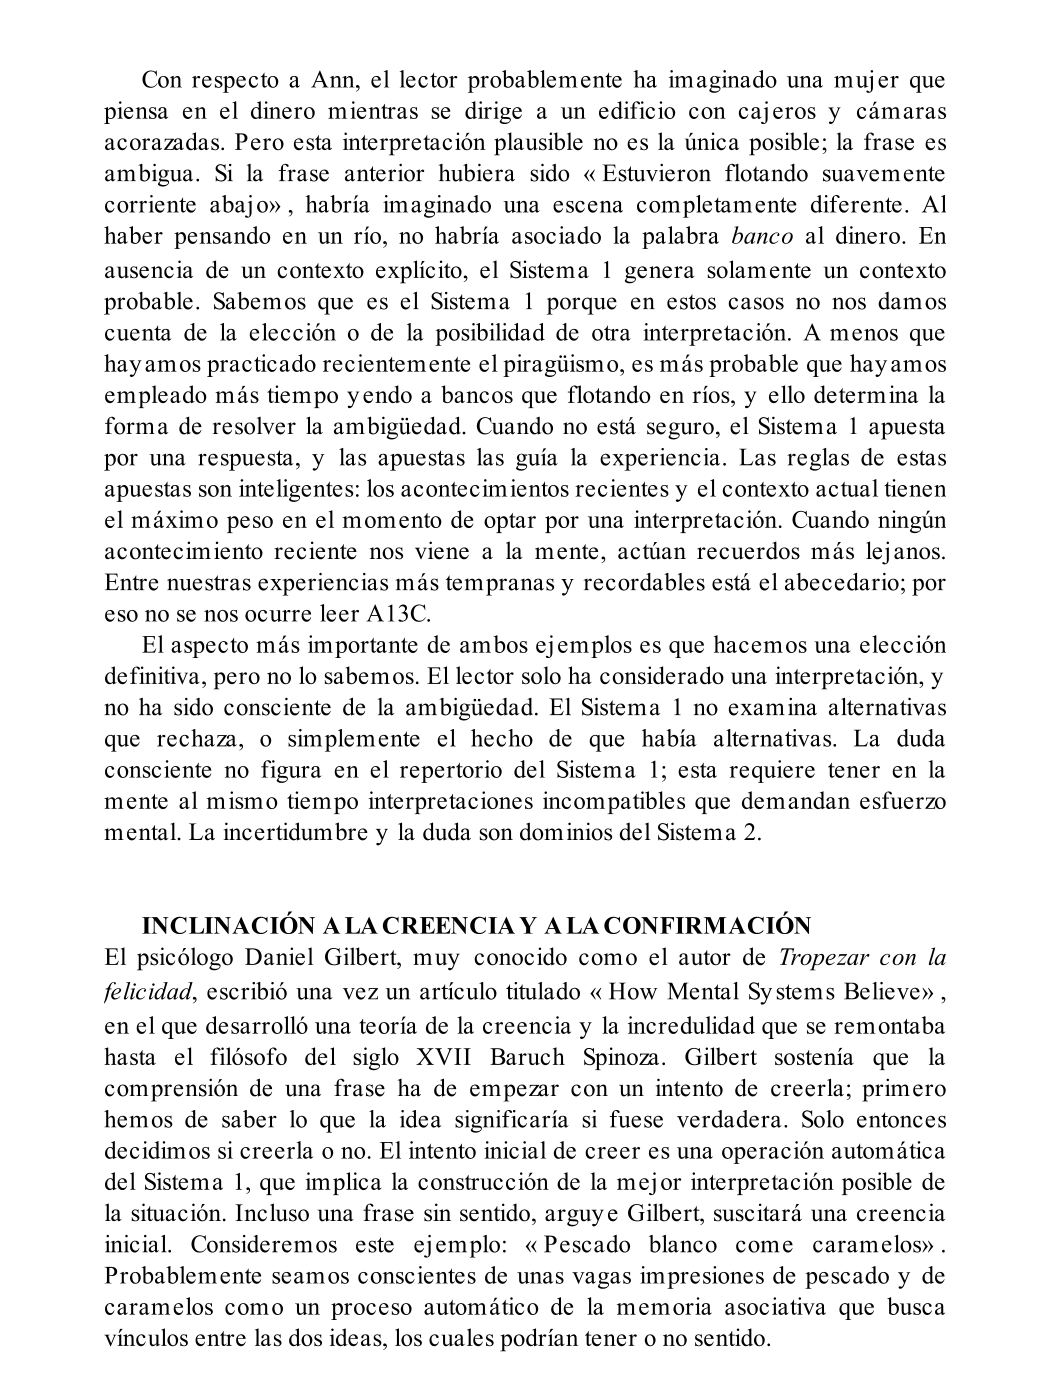 Con respecto a Ann, el lector probablemente ha imaginado una mujer que
piensa en el dinero mientras se dirige a un edificio con cajeros y cámaras
acorazadas. Pero esta interpretación plausible no es la única posible; la frase es
ambigua. Si la frase anterior hubiera sido «Estuvieron flotando suavemente
corriente abajo», habría imaginado una escena completamente diferente. Al
haber pensando en un río, no habría asociado la palabra banco al dinero. En
ausencia de un contexto explícito, el Sistema 1 genera solamente un contexto
probable. Sabemos que es el Sistema 1 porque en estos casos no nos damos
cuenta de la elección o de la posibilidad de otra interpretación. A menos que
hayamos practicado recientemente el piragüismo, es más probable que hayamos
empleado más tiempo yendo a bancos que flotando en ríos, y ello determina la
forma de resolver la ambigüedad. Cuando no está seguro, el Sistema 1 apuesta
por una respuesta, y las apuestas las guía la experiencia. Las reglas de estas
apuestas son inteligentes: los acontecimientos recientes y el contexto actual tienen
el máximo peso en el momento de optar por una interpretación. Cuando ningún
acontecimiento reciente nos viene a la mente, actúan recuerdos más lejanos.
Entre nuestras experiencias más tempranas y recordables está el abecedario; por
eso no se nos ocurre leer A13C.
El aspecto más importante de ambos ejemplos es que hacemos una elección
definitiva, pero no lo sabemos. El lector solo ha considerado una interpretación, y
no ha sido consciente de la ambigüedad. El Sistema 1 no examina alternativas
que rechaza, o simplemente el hecho de que había alternativas. La duda
consciente no figura en el repertorio del Sistema 1; esta requiere tener en la
mente al mismo tiempo interpretaciones incompatibles que demandan esfuerzo
mental. La incertidumbre y la duda son dominios del Sistema 2.
INCLINACIÓN A LA CREENCIA Y A LA CONFIRMACIÓN
El psicólogo Daniel Gilbert, muy conocido como el autor de Tropezar con la
felicidad, escribió una vez un artículo titulado «How Mental Systems Believe»,
en el que desarrolló una teoría de la creencia y la incredulidad que se remontaba
hasta el filósofo del siglo XVII Baruch Spinoza. Gilbert sostenía que la
comprensión de una frase ha de empezar con un intento de creerla; primero
hemos de saber lo que la idea significaría si fuese verdadera. Solo entonces
decidimos si creerla o no. El intento inicial de creer es una operación automática
del Sistema 1, que implica la construcción de la mejor interpretación posible de
la situación. Incluso una frase sin sentido, arguye Gilbert, suscitará una creencia
inicial. Consideremos este ejemplo: «Pescado blanco come caramelos».
Probablemente seamos conscientes de unas vagas impresiones de pescado y de
caramelos como un proceso automático de la memoria asociativa que busca
vínculos entre las dos ideas, los cuales podrían tener o no sentido.